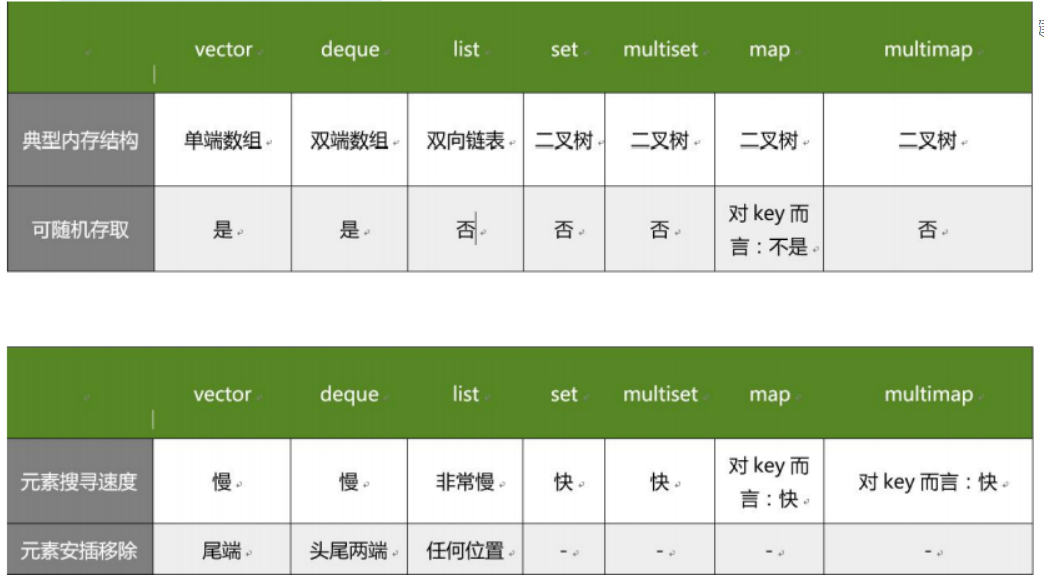 vector deque list set multiset map multimap
典型内存结构 单端数组 双端数组 双向链表 二叉树 二叉树 二叉树 二叉树
可随机存取 是 是 否 否 否 对 key 而言：不是 否
vector deque list set multiset map multimap
元素搜寻速度 慢 慢 非常慢 快 快 对 key 而言：快 对 key 而言：快
元素安插移除 尾端 头尾两端 任何位置 - - - -